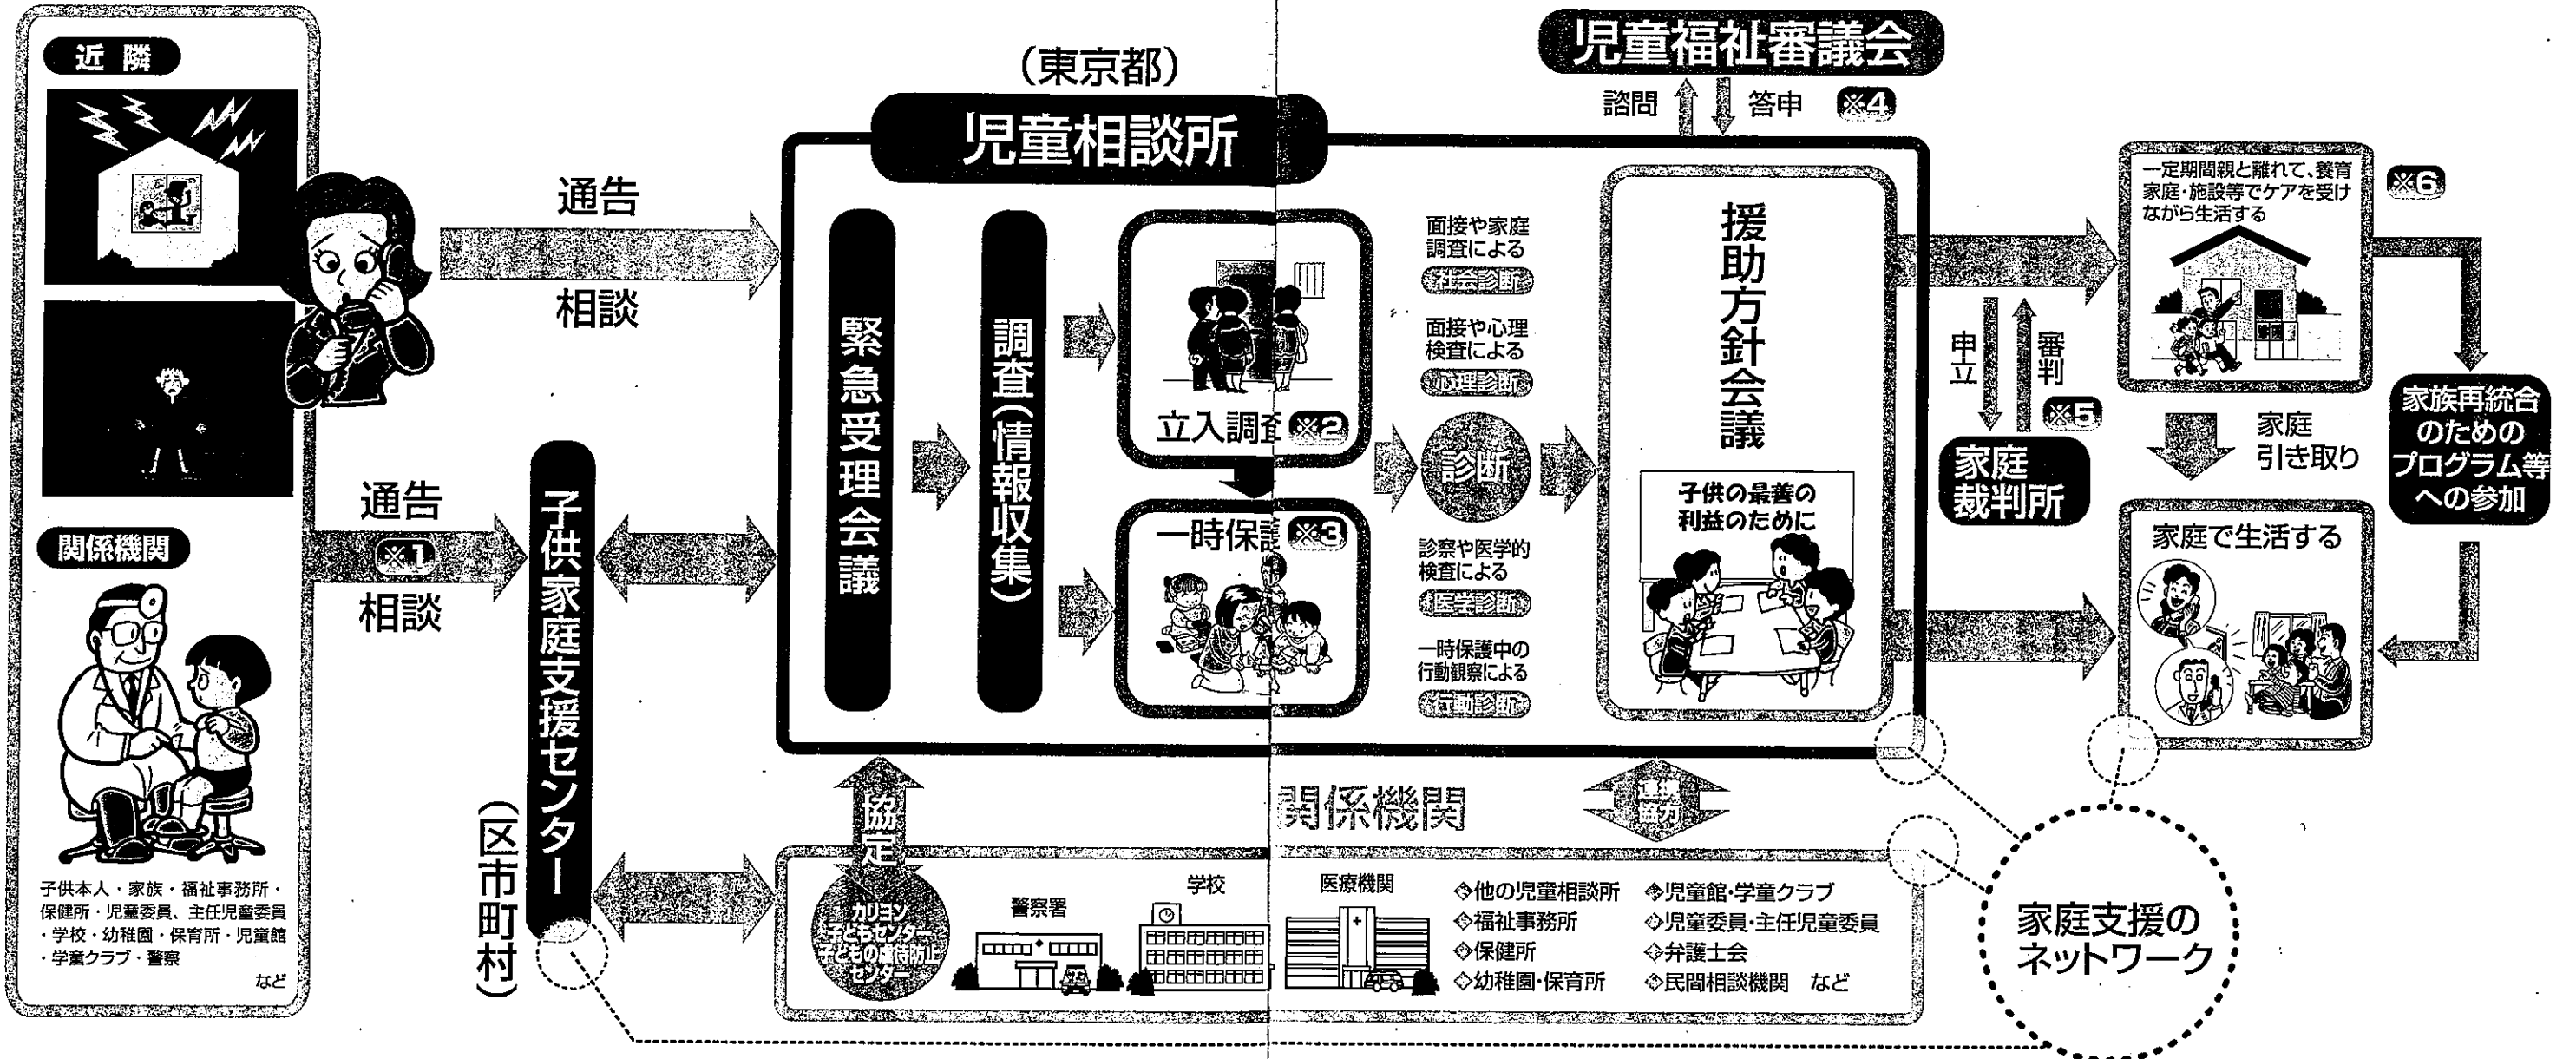 近隣
関係機関
子供本人・家族・福祉事務所・
保健所・児童委員、主任児童委員
・学校・幼稚園・保育所・児童館
・学童クラブ・警察
など
通告
相談
通告
※1
相談
子供家庭支援センター
(区市町村)
(東京都)
児童相談所
緊急受理会議
調査(情報収集)
立入調査 ※2
一時保護 ※3
面接や家庭
調査による
社会診断
面接や心理
検査による
心理診断
診断
診察や医学的
検査による
医学診断
一時保護中の
行動観察による
行動診断
児童福祉審議会
諮問
答申
※4
援助方針会議
子供の最善の
利益のために
申立
審判
※5
家庭
裁判所
一定期間親と離れて、養育
家庭・施設等でケアを受け
ながら生活する
※6
家庭
引き取り
家族再統合
のための
プログラム等
への参加
家庭で生活する
協定
関係機関
連携
協力
カリヨン
子どもセンター
子どもの虐待防止
センター
警察署
学校
医療機関
◇他の児童相談所
◇福祉事務所
◇保健所
◇幼稚園・保育所
◇児童館・学童クラブ
◇児童委員・主任児童委員
◇弁護士会
◇民間相談機関 など
家庭支援の
ネットワーク